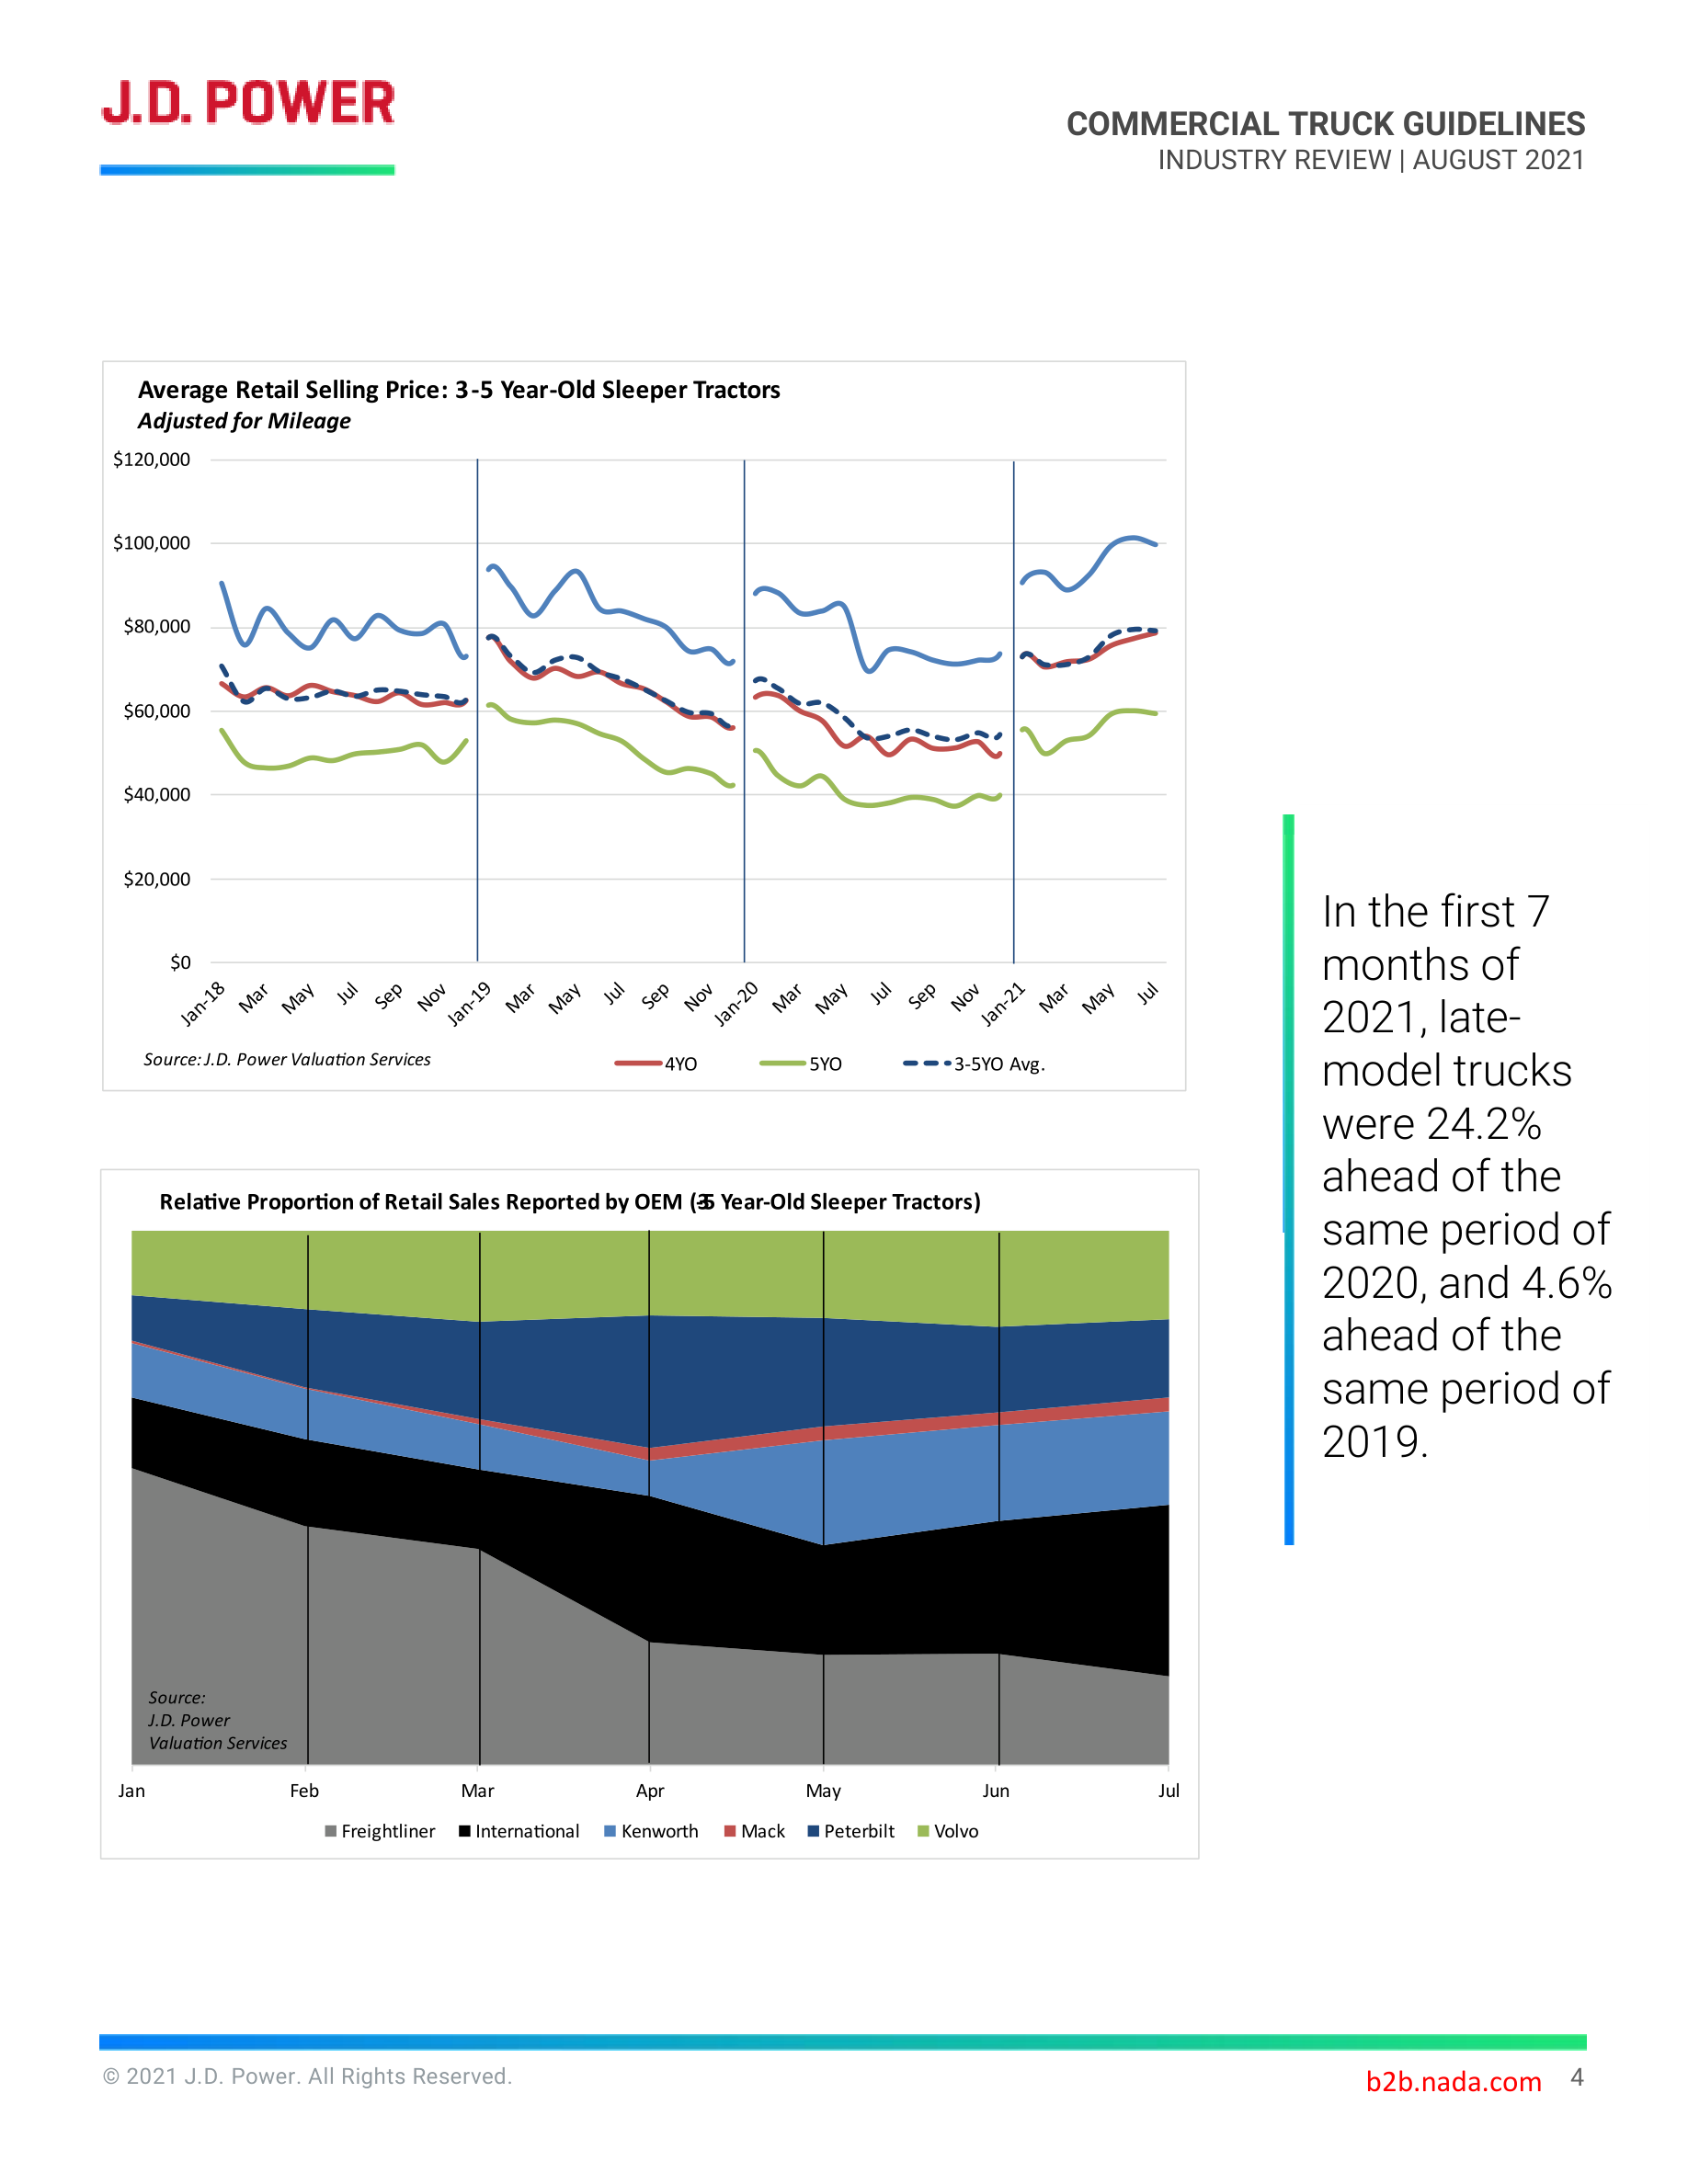 J.D. POWER
COMMERCIAL TRUCK GUIDELINES
INDUSTRY REVIEW | AUGUST 2021
Average Retail Selling Price: 3-5 Year-Old Sleeper Tractors
Adjusted for Mileage
$120,000
$100,000
$80,000
$60,000
$40,000
$20,000
$0
Jan-18 Mar May Jul Sep Nov Jan-19 Mar May Jul Sep Nov Jan-20 Mar May Jul Sep Nov Jan-21 Mar May Jul
Source: J.D. Power Valuation Services
4YO 5YO 3-5YO Avg.
In the first 7
months of
2021, late-
model trucks
were 24.2%
ahead of the
same period of
2020, and 4.6%
ahead of the
same period of
2019.
Relative Proportion of Retail Sales Reported by OEM (3-5 Year-Old Sleeper Tractors)
Source:
J.D. Power
Valuation Services
Jan Feb Mar Apr May Jun Jul
Freightliner International Kenworth Mack Peterbilt Volvo
© 2021 J.D. Power. All Rights Reserved.
b2b.nada.com 4